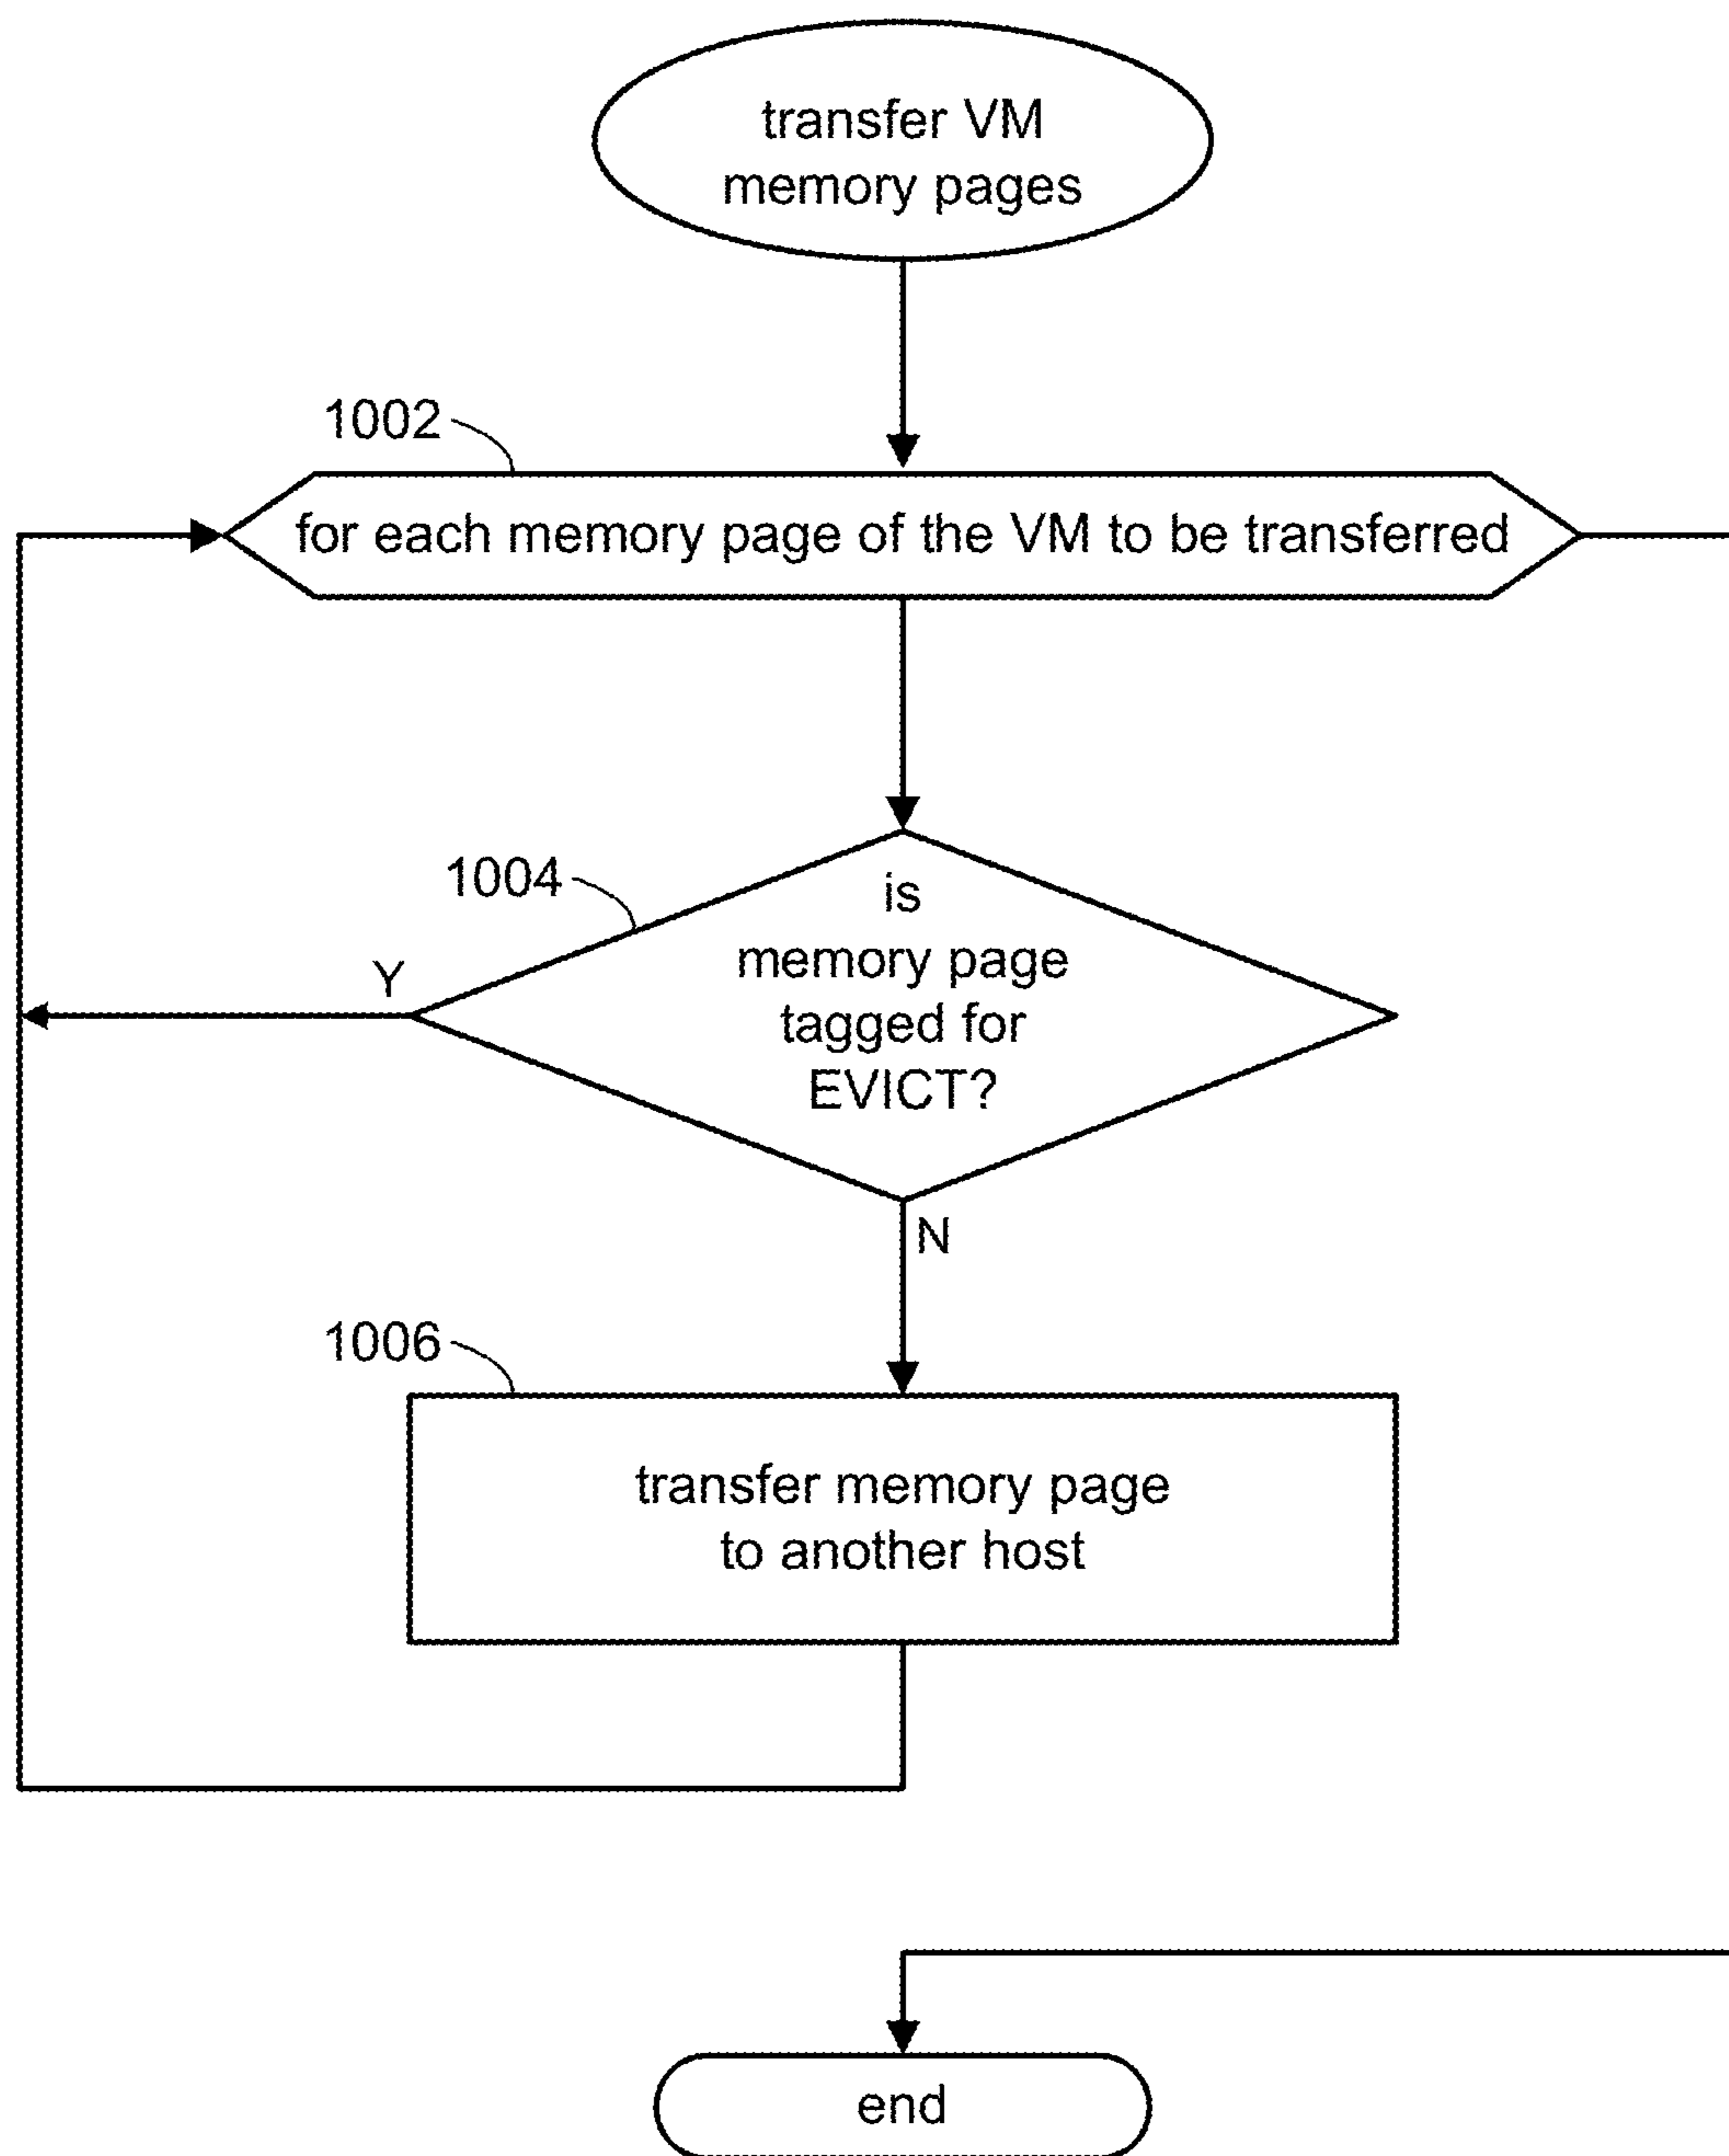 transfer VM
memory pages
1002
for each memory page of the VM to be transferred
1004
is
memory page
tagged for
EVICT?
Y
N
1006
transfer memory page
to another host
end